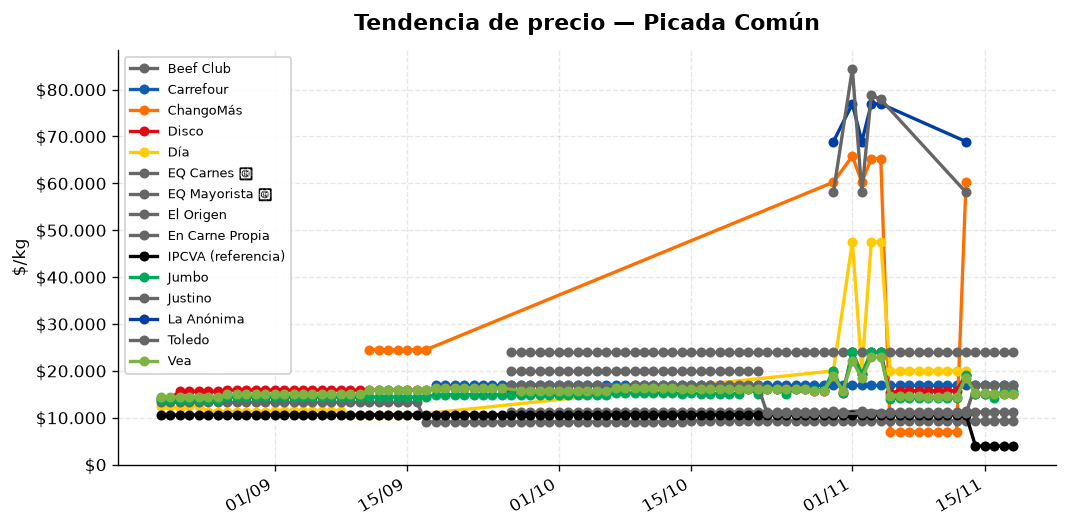 Tendencia de precio — Picada Común
$/kg
$80.000
$70.000
$60.000
$50.000
$40.000
$30.000
$20.000
$10.000
$0
Beef Club
Carrefour
ChangoMás
Disco
Día
EQ Carnes
EQ Mayorista
El Origen
En Carne Propia
IPCVA (referencia)
Jumbo
Justino
La Anónima
Toledo
Vea
01/09
15/09
01/10
15/10
01/11
15/11